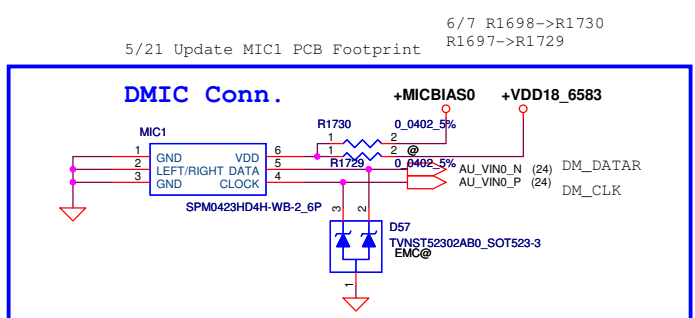 6/7 R1698->R1730
R1697->R1729
5/21 Update MIC1 PCB Footprint
DMIC Conn.
+MICBIAS0
+VDD18_6583
MIC1
R1730
0_0402_5%
1
2
1
2
@
R1729
0_0402_5%
1
GND
VDD
6
2
LEFT/RIGHT
DATA
5
3
GND
CLOCK
4
SPM0423HD4H-WB-2_6P
AU_VIN0_N (24)
DM_DATAR
AU_VIN0_P (24)
DM_CLK
3
2
D57
TVNST52302AB0_SOT523-3
EMC@
1